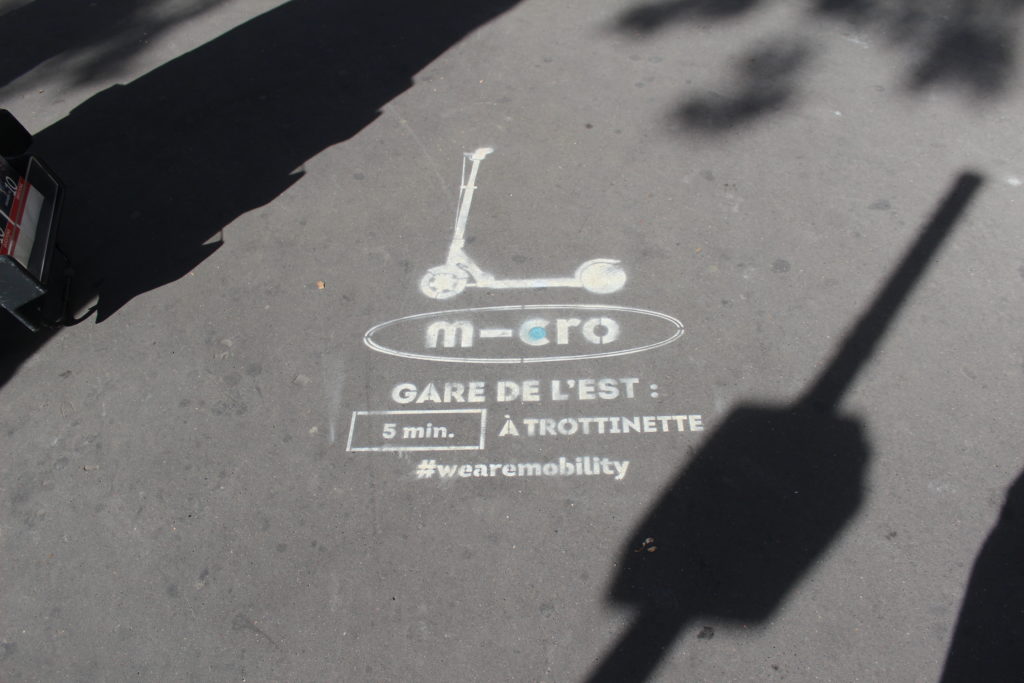 m-cro
GARE DE L'EST :
5 min. À TROTTINETTE
#wearemobility